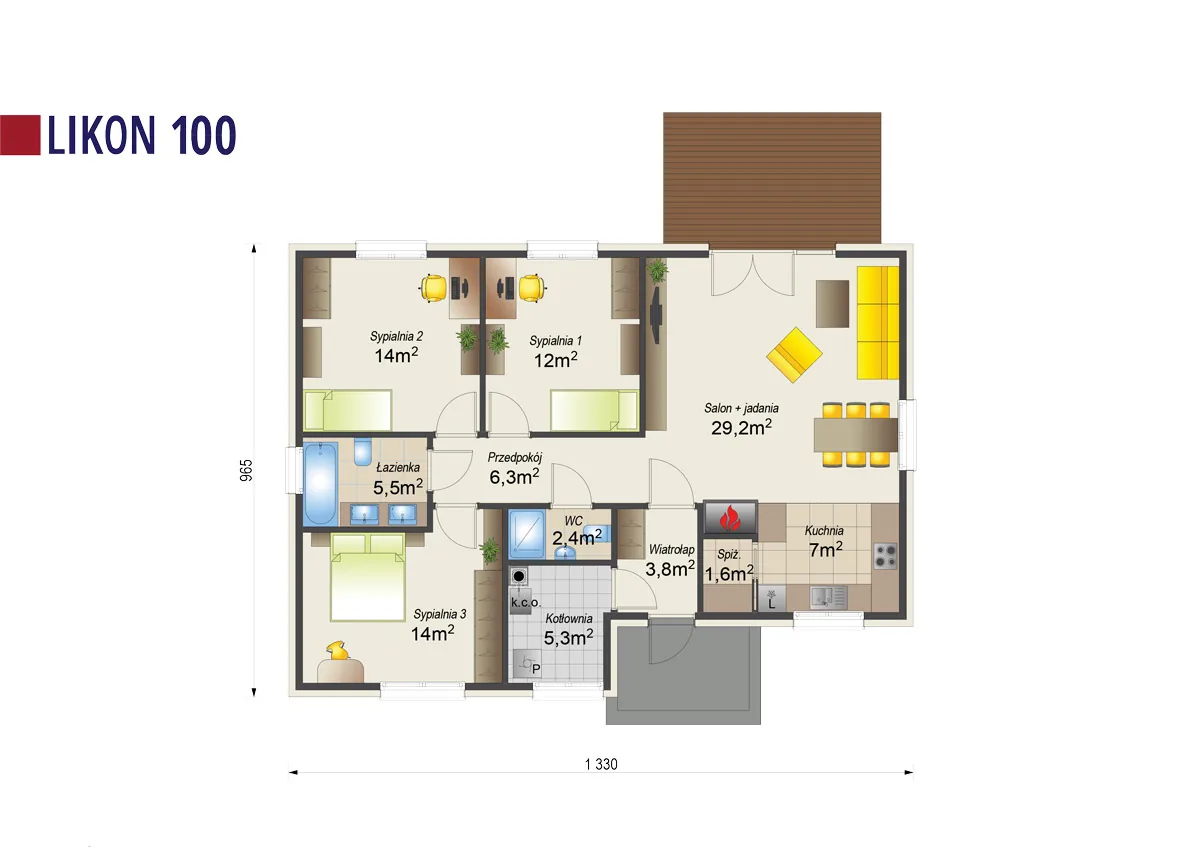 LIKON 100
965
Sypialnia 2
14m²
Sypialnia 1
12m²
Salon + jadania
29,2m²
Łazienka
5,5m²
Przedpokój
6,3m²
WC
2,4m²
Wiatrołap
3,8m²
Spiż.
1,6m²
Kuchnia
7m²
L
k.c.o.
Sypialnia 3
14m²
Kotłownia
5,3m²
P
1 330